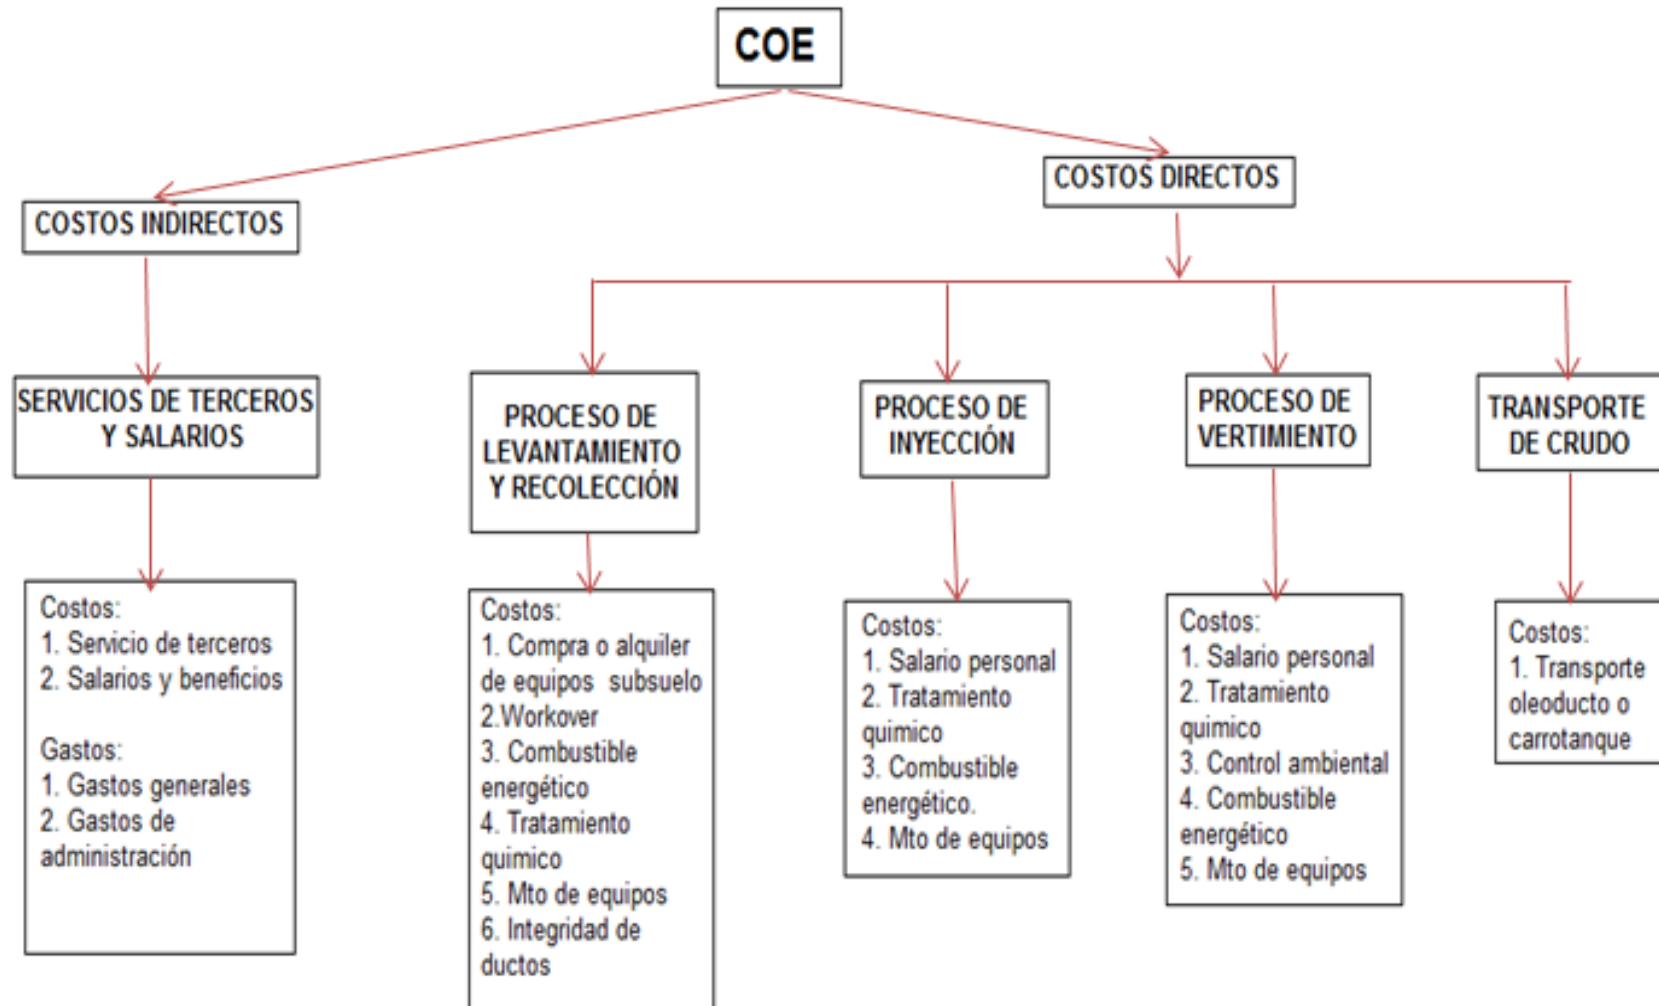 COE
COSTOS DIRECTOS
COSTOS INDIRECTOS
SERVICIOS DE TERCEROS
Y SALARIOS
PROCESO DE
LEVANTAMIENTO
Y RECOLECCIÓN
PROCESO DE
INYECCIÓN
PROCESO DE
VERTIMIENTO
TRANSPORTE
DE CRUDO
Costos:
1. Servicio de terceros
2. Salarios y beneficios
Gastos:
1. Gastos generales
2. Gastos de
administración
Costos:
1. Compra o alquiler
de equipos subsuelo
2.Workover
3. Combustible
energético
4. Tratamiento
quimico
5. Mto de equipos
6. Integridad de
ductos
Costos:
1. Salario personal
2. Tratamiento
quimico
3. Combustible
energético.
4. Mto de equipos
Costos:
1. Salario personal
2. Tratamiento
quimico
3. Control ambiental
4. Combustible
energético
5. Mto de equipos
Costos:
1. Transporte
oleoducto o
carrotanque